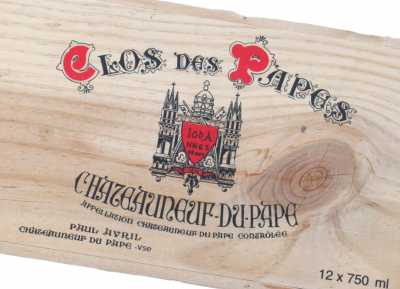 CLOS DES PAPES
CHATEAUNEUF-DU-PAPE
APPELLATION CHATEAUNEUF DU PAPE CONTRÔLÉE
PAUL AVRIL
CHATEAUNEUF DU PAPE - VSG
12 x 750 ml